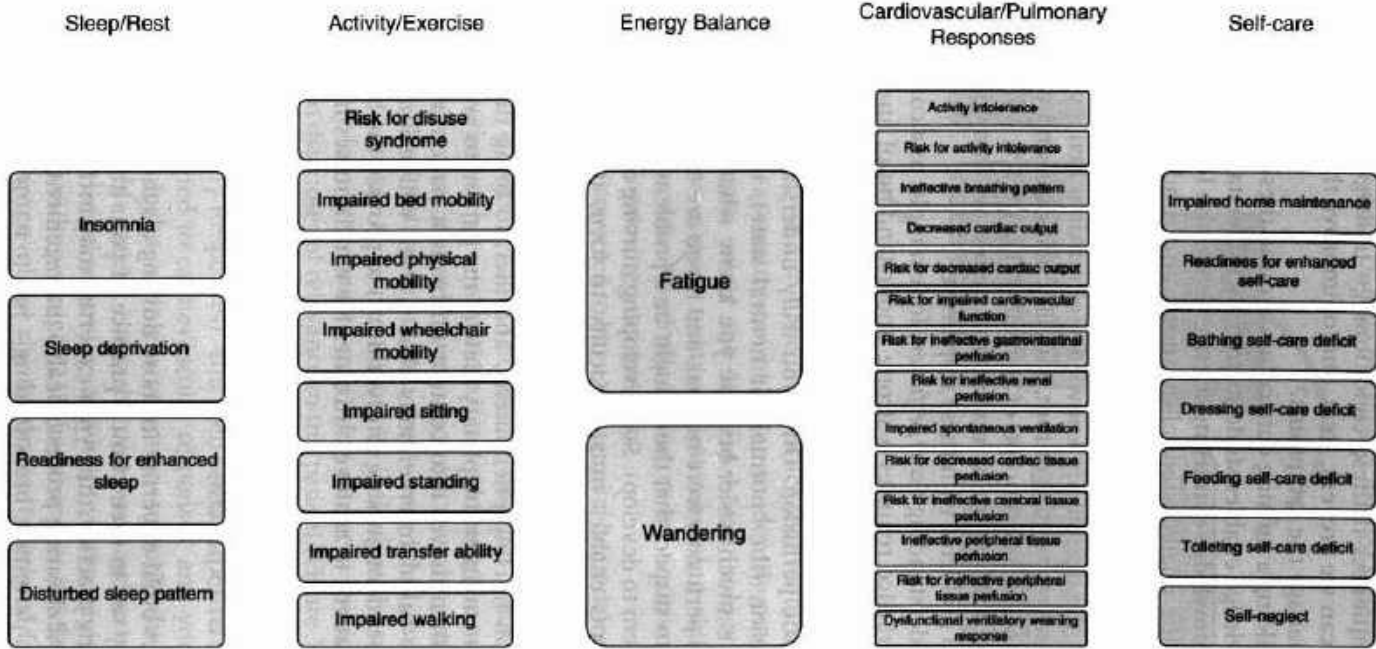 Sleep/Rest
Insomnia
Sleep deprivation
Readiness for enhanced
sleep
Disturbed sleep pattern
Activity/Exercise
Risk for disuse
syndrome
Impaired bed mobility
Impaired physical
mobility
Impaired wheelchair
mobility
Impaired sitting
Impaired standing
Impaired transfer ability
Impaired walking
Energy Balance
Fatigue
Wandering
Cardiovascular/Pulmonary
Responses
Activity intolerance
Risk for activity intolerance
Ineffective breathing pattern
Decreased cardiac output
Risk for decreased cardiac output
Risk for impaired cardiovascular
function
Risk for ineffective gastrointestinal
perfusion
Risk for ineffective renal
perfusion
Impaired spontaneous ventilation
Risk for decreased cardiac tissue
perfusion
Risk for ineffective cerebral tissue
perfusion
Ineffective peripheral tissue
perfusion
Risk for ineffective peripheral
tissue perfusion
Dysfunctional ventilatory weaning
response
Self-care
Impaired home maintenance
Readiness for enhanced
self-care
Bathing self-care deficit
Dressing self-care deficit
Feeding self-care deficit
Toileting self-care deficit
Self-neglect